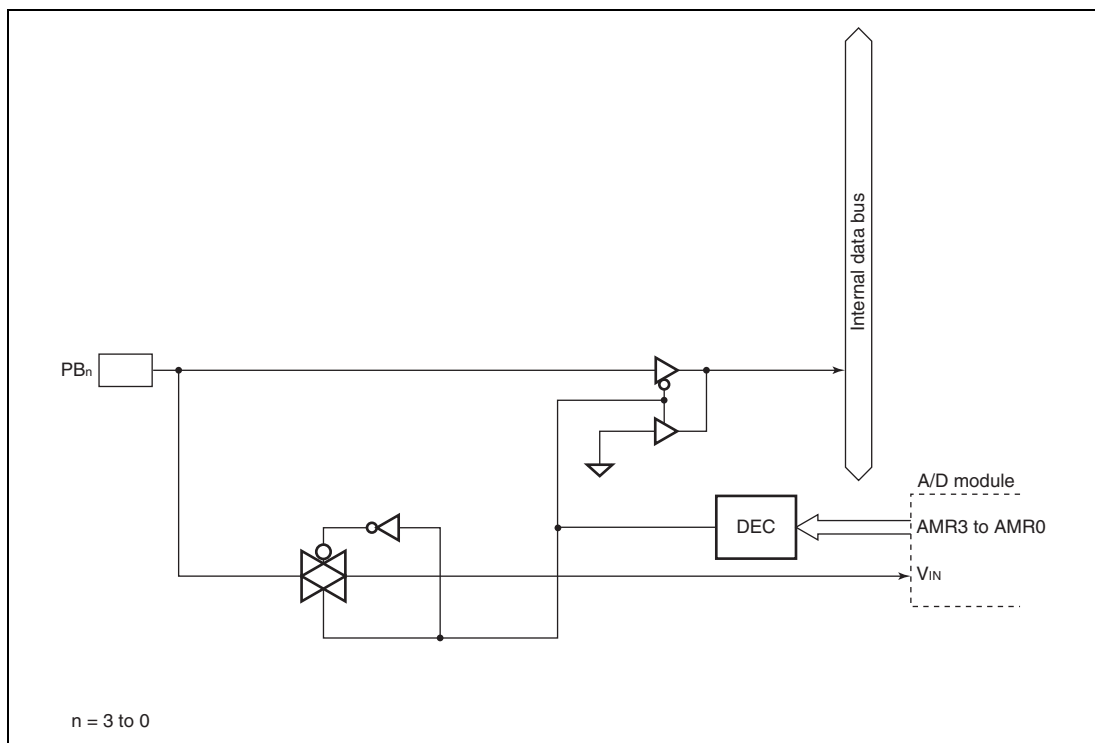 Internal data bus
PBn
A/D module
DEC
AMR3 to AMR0
VIN
n = 3 to 0